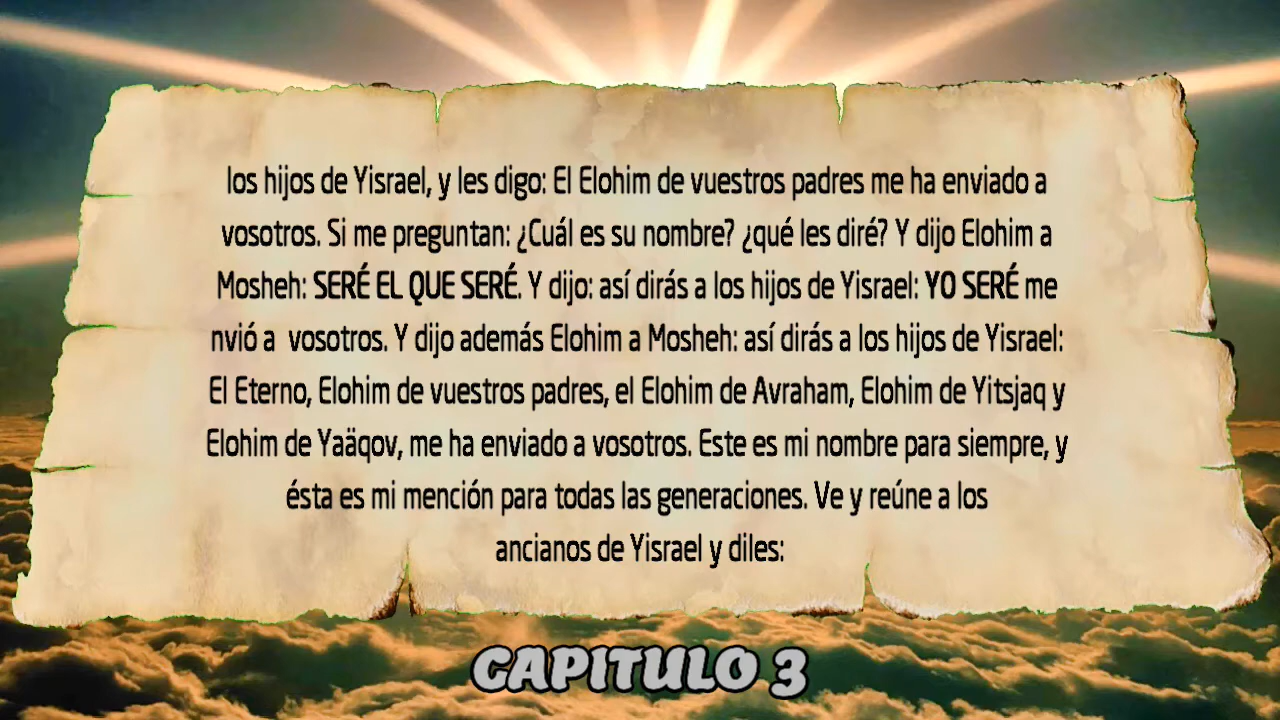 los hijos de Yisrael, y les digo: El Elohim de vuestros padres me ha enviado a
vosotros. Si me preguntan: ¿Cuál es su nombre? ¿qué les diré? Y dijo Elohim a
Mosheh: SERÉ EL QUE SERÉ. Y dijo: así dirás a los hijos de Yisrael: YO SERÉ me
nvió a  vosotros. Y dijo además Elohim a Mosheh: así dirás a los hijos de Yisrael:
El Eterno, Elohim de vuestros padres, el Elohim de Avraham, Elohim de Yitsjaq y
Elohim de Yaäqov, me ha enviado a vosotros. Este es mi nombre para siempre, y
ésta es mi mención para todas las generaciones. Ve y reúne a los
ancianos de Yisrael y diles:
CAPITULO 3